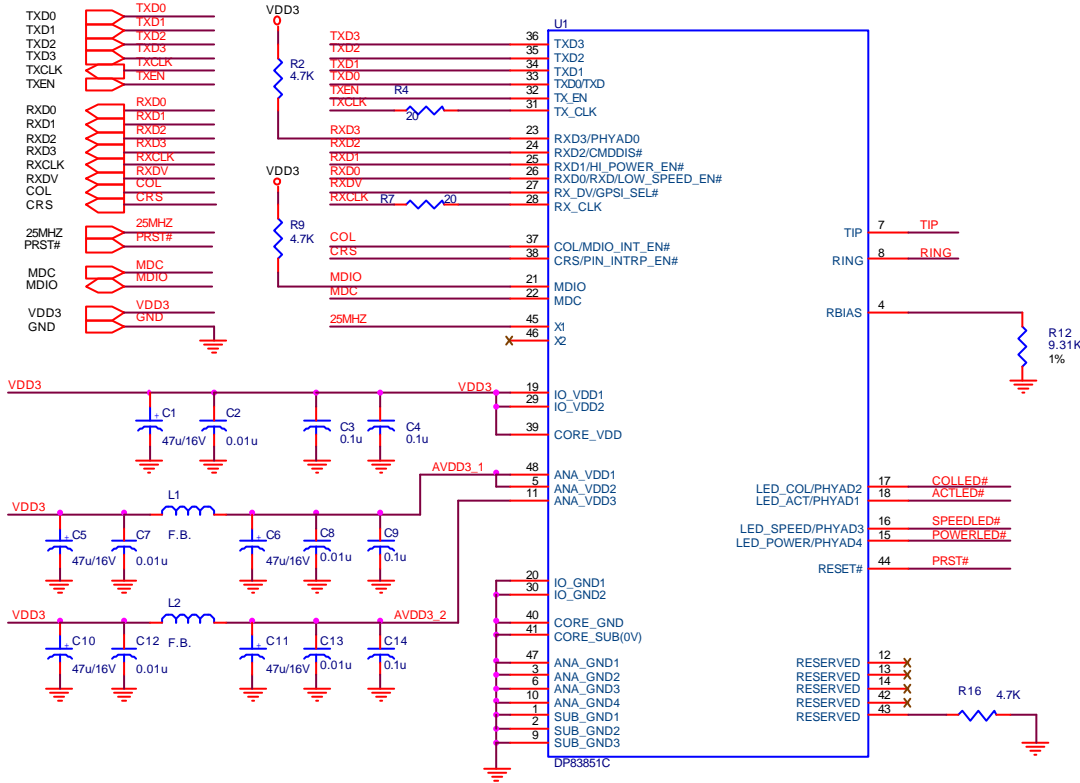 TXD0 TXD0
TXD1 TXD1
TXD2 TXD2
TXD3 TXD3
TXCLK TXCLK
TXEN TXEN
RXD0 RXD0
RXD1 RXD1
RXD2 RXD2
RXD3 RXD3
RXCLK RXCLK
RXDV RXDV
COL COL
CRS CRS
25MHZ 25MHZ
PRST# PRST#
MDC MDC
MDIO MDIO
VDD3 VDD3
GND GND
VDD3
R2
4.7K
VDD3
R9
4.7K
U1
TXD3 36 TXD3
TXD2 35 TXD2
TXD1 34 TXD1
TXD0 33 TXD0/TXD
TXEN 32 TX_EN
TXCLK R4 20 31 TX_CLK
RXD3 23 RXD3/PHYAD0
RXD2 24 RXD2/CMDDIS#
RXD1 25 RXD1/HI_POWER_EN#
RXD0 26 RXD0/RXD/LOW_SPEED_EN#
RXDV 27 RX_DV/GPSI_SEL#
RXCLK R7 20 28 RX_CLK
COL 37 COL/MDIO_INT_EN#
CRS 38 CRS/PIN_INTRP_EN#
MDIO 21 MDIO
MDC 22 MDC
25MHZ 45 X1
46 X2
VDD3 VDD3 19 IO_VDD1
29 IO_VDD2
39 CORE_VDD
C1
47u/16V
C2
0.01u
C3
0.1u
C4
0.1u
AVDD3_1 48 ANA_VDD1
5 ANA_VDD2
11 ANA_VDD3
VDD3
L1
F.B.
C5
47u/16V
C7
0.01u
C6
47u/16V
C8
0.01u
C9
0.1u
VDD3
L2
F.B.
AVDD3_2
C10
47u/16V
C12
0.01u
C11
47u/16V
C13
0.01u
C14
0.1u
20 IO_GND1
30 IO_GND2
40 CORE_GND
41 CORE_SUB(0V)
47 ANA_GND1
3 ANA_GND2
6 ANA_GND3
10 ANA_GND4
1 SUB_GND1
2 SUB_GND2
9 SUB_GND3
DP83851C
TIP 7 TIP
RING 8 RING
RBIAS 4
R12
9.31K
1%
LED_COL/PHYAD2 17 COLLED#
LED_ACT/PHYAD1 18 ACTLED#
LED_SPEED/PHYAD3 16 SPEEDLED#
LED_POWER/PHYAD4 15 POWERLED#
RESET# 44 PRST#
RESERVED 12
RESERVED 13
RESERVED 14
RESERVED 42
RESERVED 43
R16 4.7K